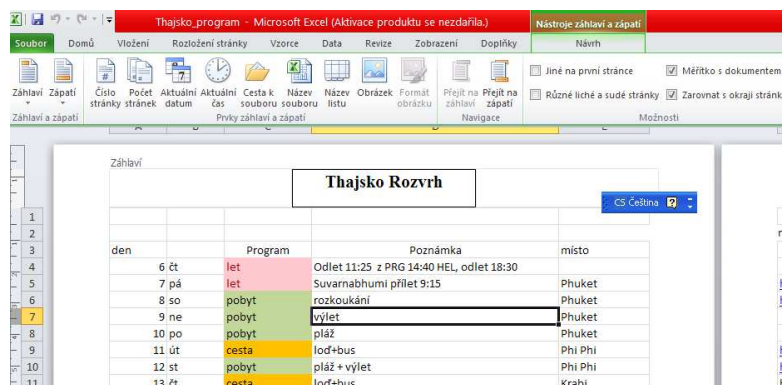 Thajsko_program - Microsoft Excel (Aktivace produktu se nezdařila.)
Nástroje záhlaví a zápatí
Soubor Domů Vložení Rozložení stránky Vzorce Data Revize Zobrazení Doplňky Návrh
Záhlaví Zápatí Číslo stránky Počet stránek Aktuální datum Aktuální čas Cesta k souboru Název souboru Název listu Obrázek Formát obrázku Přejít na záhlaví Přejít na zápatí
Jiné na první stránce Měřítko s dokumentem
Různé liché a sudé stránky Zarovnat s okraji stránk
Záhlaví a zápatí Prvky záhlaví a zápatí Navigace Možnosti
Záhlaví
Thajsko Rozvrh
CS Čeština
1
2
3 den Program Poznámka místo
4 6 čt let Odlet 11:25 z PRG 14:40 HEL, odlet 18:30
5 7 pá let Suvarnabhumi přílet 9:15 Phuket
6 8 so pobyt rozkoukání Phuket
7 9 ne pobyt výlet Phuket
8 10 po pobyt pláž Phuket
9 11 út cesta loď+bus Phi Phi
10 12 st pobyt pláž + výlet Phi Phi
11 13 čt cesta loď+bus Krabi